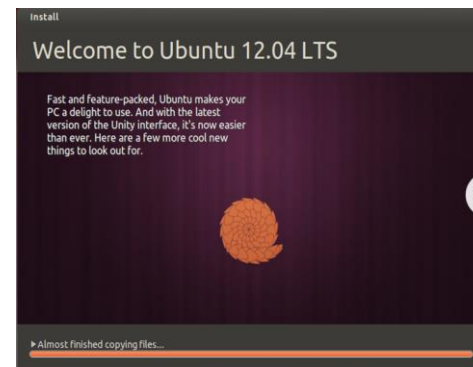 Install
Welcome to Ubuntu 12.04 LTS
Fast and feature-packed, Ubuntu makes your
PC a delight to use. And with the latest
version of the Unity interface, it's now easier
than ever. Here are a few more cool new
things to look out for.
Almost finished copying files...